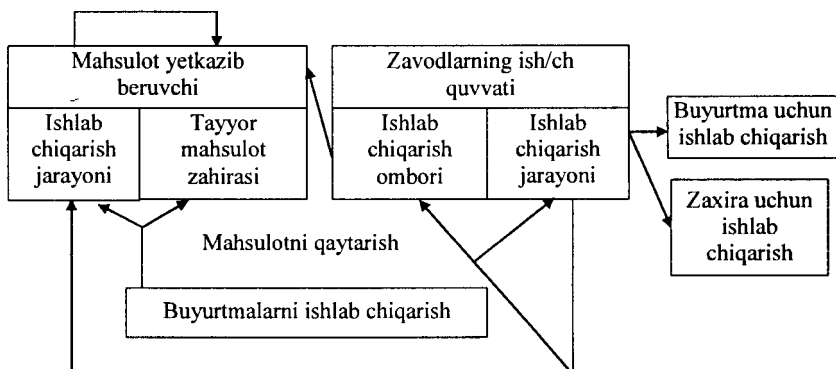 Mahsulot yetkazib
beruvchi
Ishlab
chiqarish
jarayoni
Tayyor
mahsulot
zahirasi
Zavodlarning ish/ch
quvvati
Ishlab
chiqarish
ombori
Ishlab
chiqarish
jarayoni
Buyurtma uchun
ishlab chiqarish
Zaxira uchun
ishlab
chiqarish
Mahsulotni qaytarish
Buyurtmalarni ishlab chiqarish